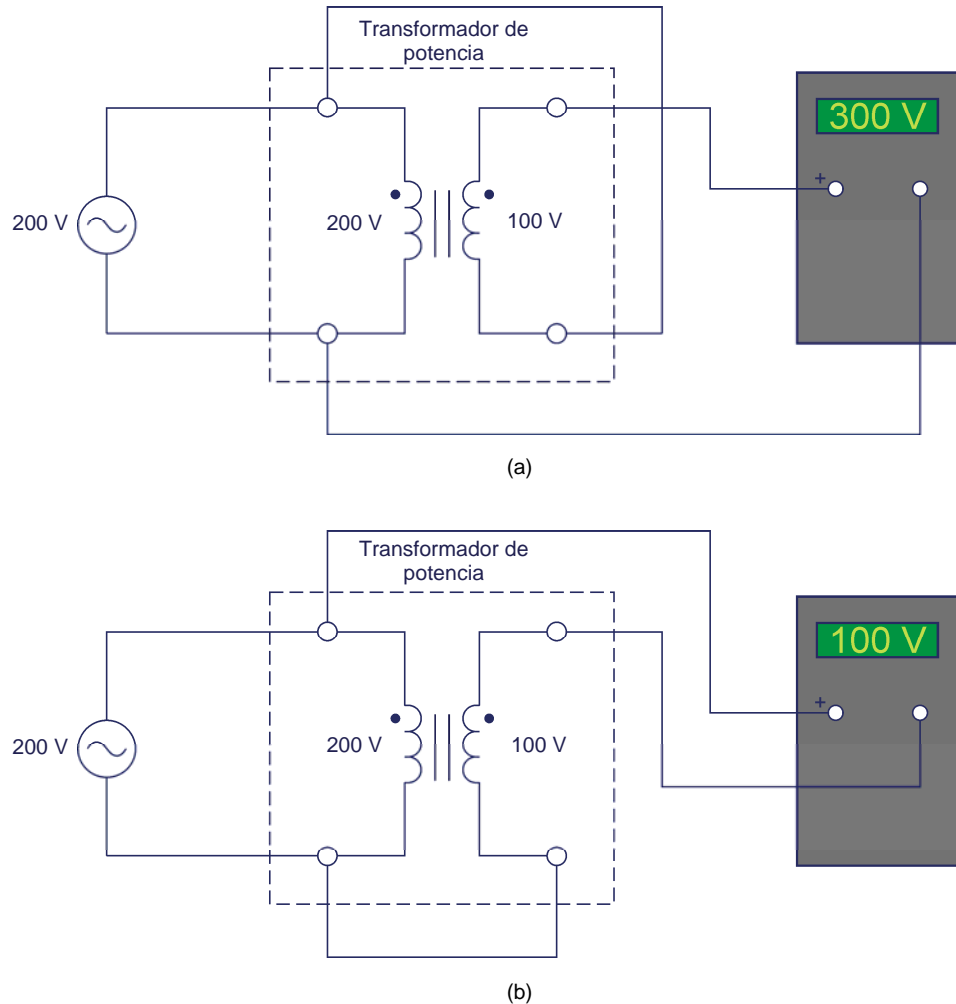 Transformador de
potencia
300 V
+
200 V
200 V
100 V
(a)
Transformador de
potencia
100 V
+
200 V
200 V
100 V
(b)